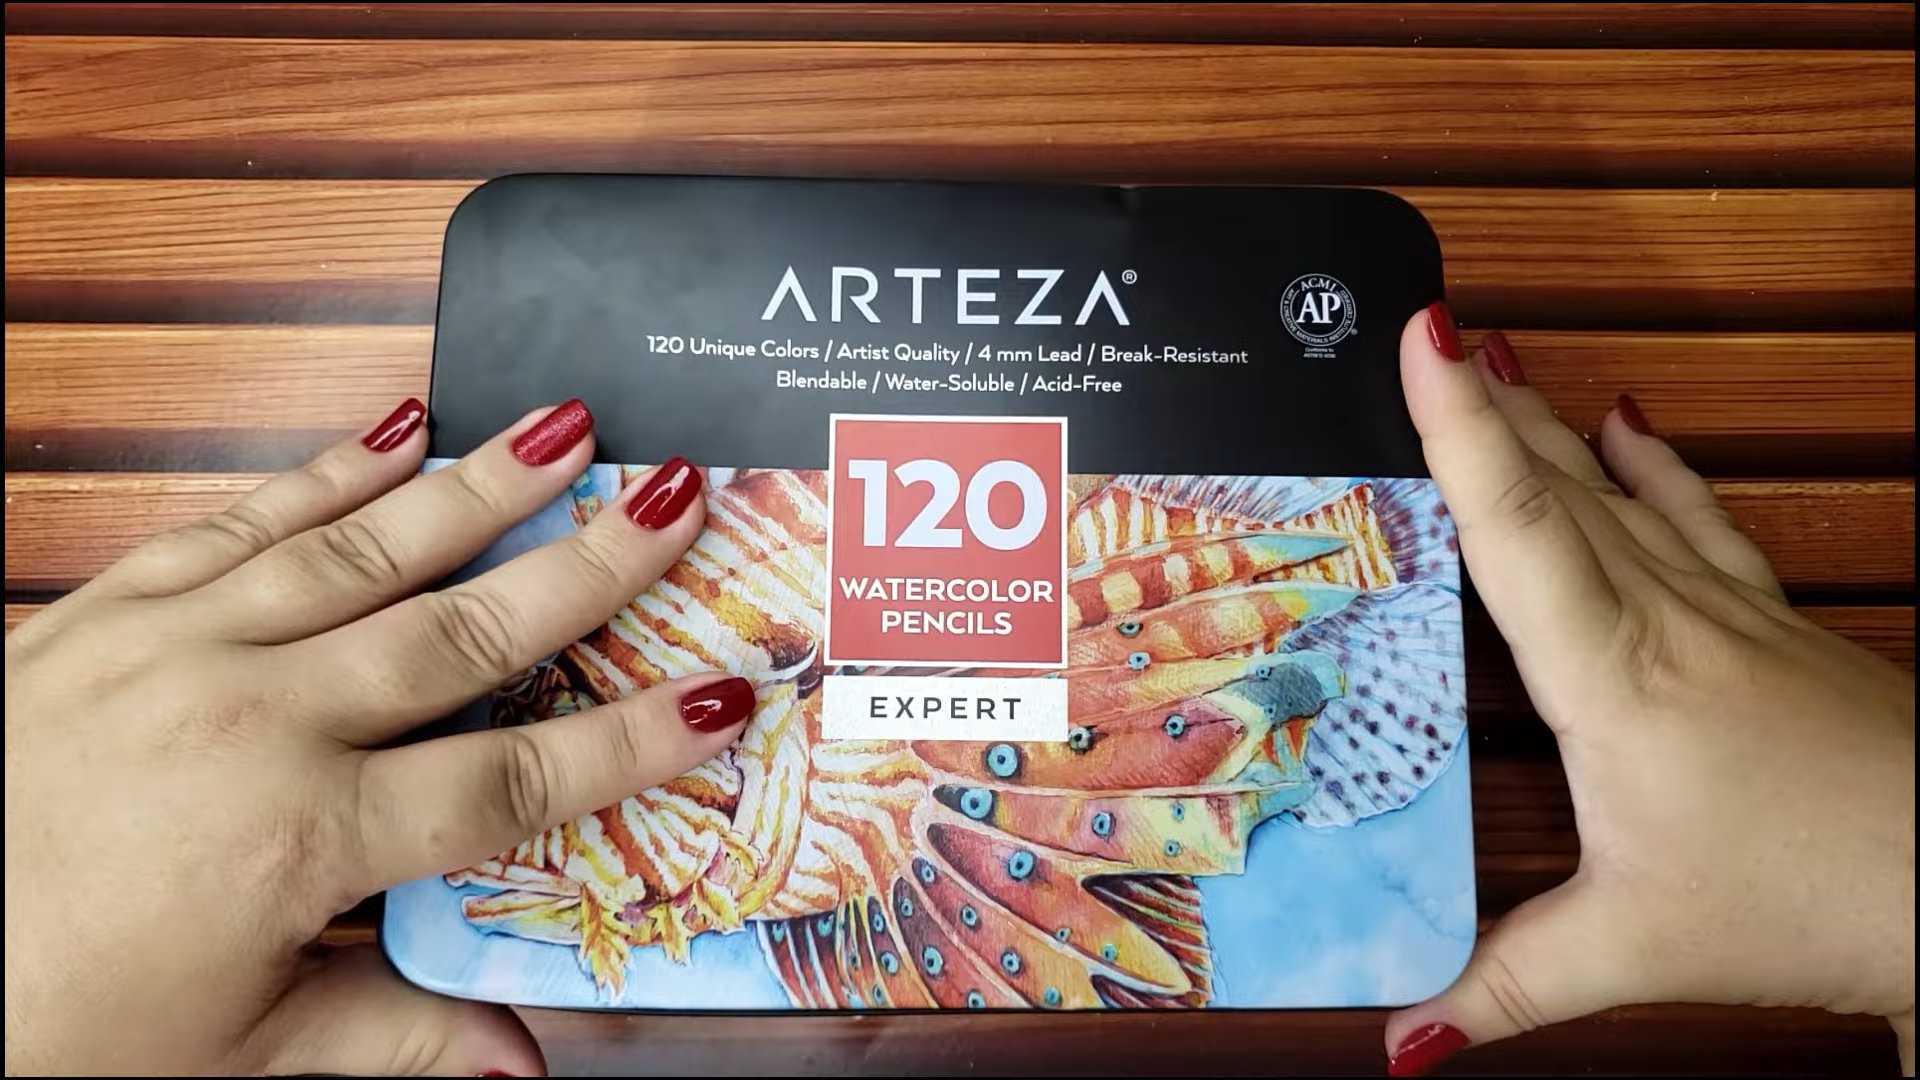 ARTEZA®
120 Unique Colors / Artist Quality / 4 mm Lead / Break-Resistant
Blendable / Water-Soluble / Acid-Free
ACMI
AP
120
WATERCOLOR
PENCILS
EXPERT